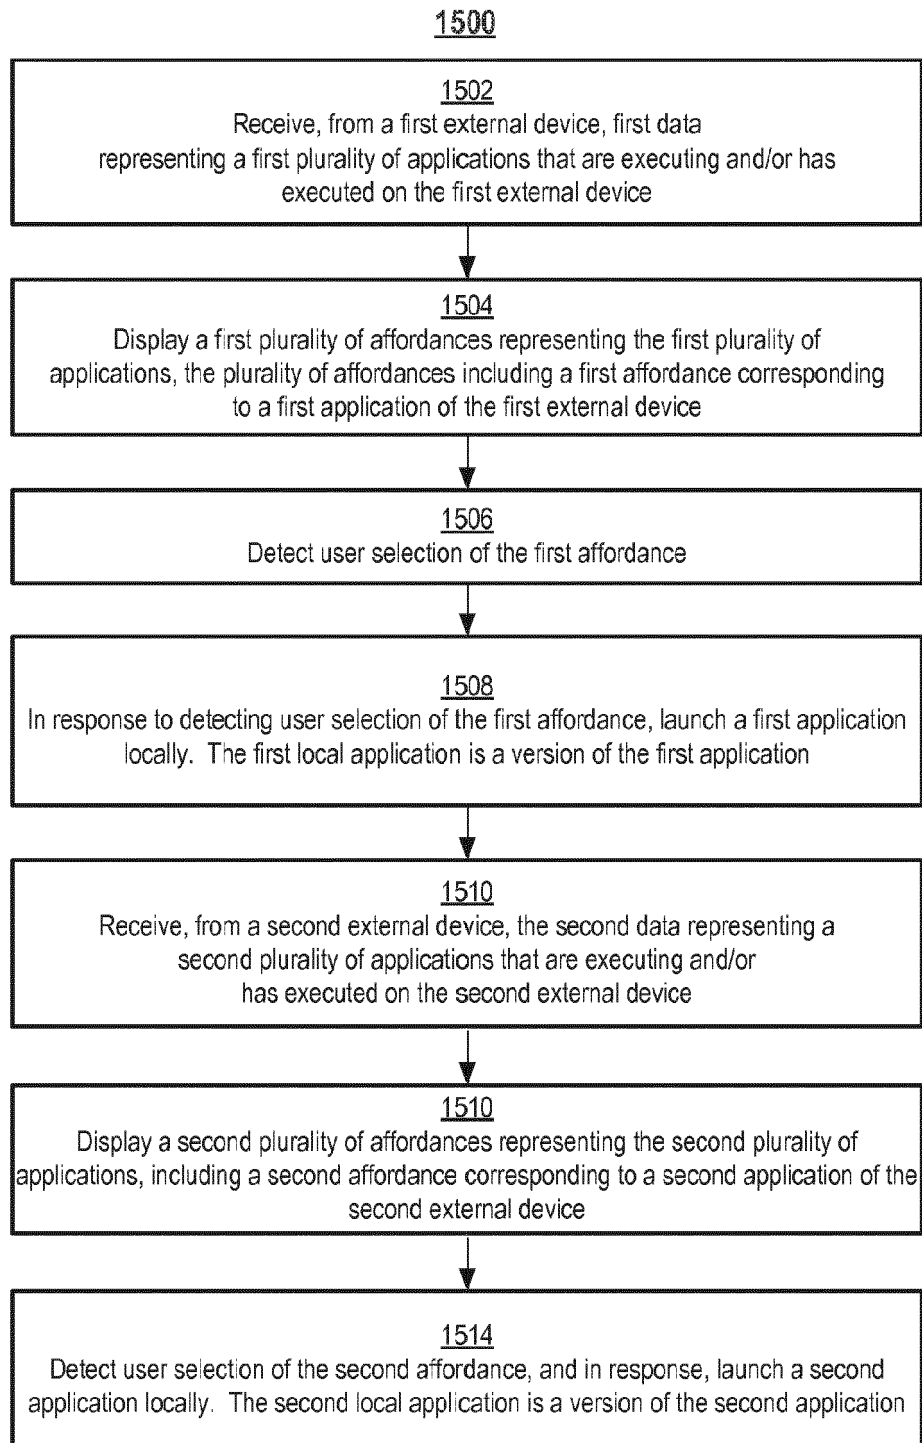 1500
1502
Receive, from a first external device, first data
representing a first plurality of applications that are executing and/or has
executed on the first external device
1504
Display a first plurality of affordances representing the first plurality of
applications, the plurality of affordances including a first affordance corresponding
to a first application of the first external device
1506
Detect user selection of the first affordance
1508
In response to detecting user selection of the first affordance, launch a first application
locally. The first local application is a version of the first application
1510
Receive, from a second external device, the second data representing a
second plurality of applications that are executing and/or
has executed on the second external device
1510
Display a second plurality of affordances representing the second plurality of
applications, including a second affordance corresponding to a second application of the
second external device
1514
Detect user selection of the second affordance, and in response, launch a second
application locally. The second local application is a version of the second application